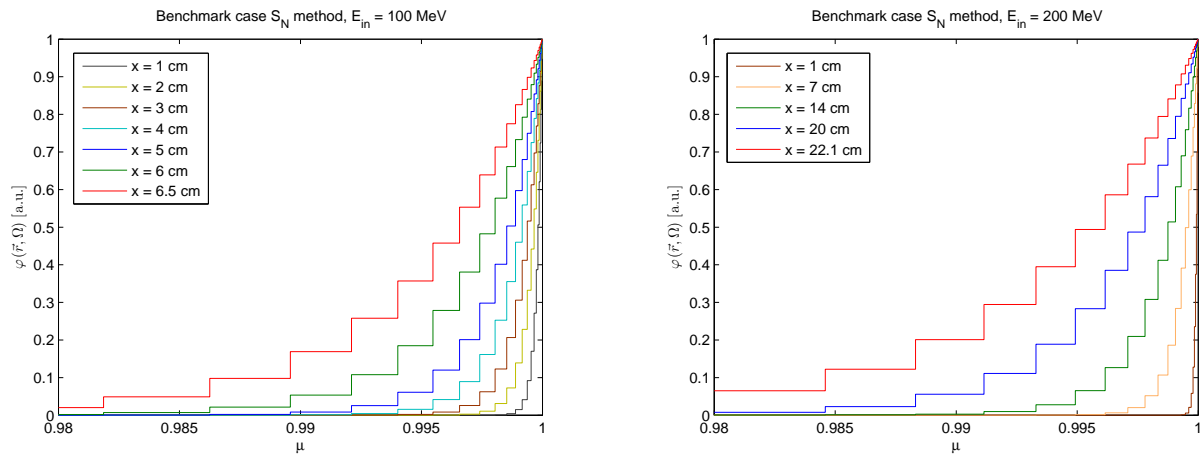 Benchmark case S_N method, E_in = 100 MeV
1
0.9
0.8
0.7
0.6
0.5
0.4
0.3
0.2
0.1
0
φ(r⃗, Ω) [a.u.]
x = 1 cm
x = 2 cm
x = 3 cm
x = 4 cm
x = 5 cm
x = 6 cm
x = 6.5 cm
0.98 0.985 0.99 0.995 1
μ
Benchmark case S_N method, E_in = 200 MeV
1
0.9
0.8
0.7
0.6
0.5
0.4
0.3
0.2
0.1
0
φ(r⃗, Ω) [a.u.]
x = 1 cm
x = 7 cm
x = 14 cm
x = 20 cm
x = 22.1 cm
0.98 0.985 0.99 0.995 1
μ